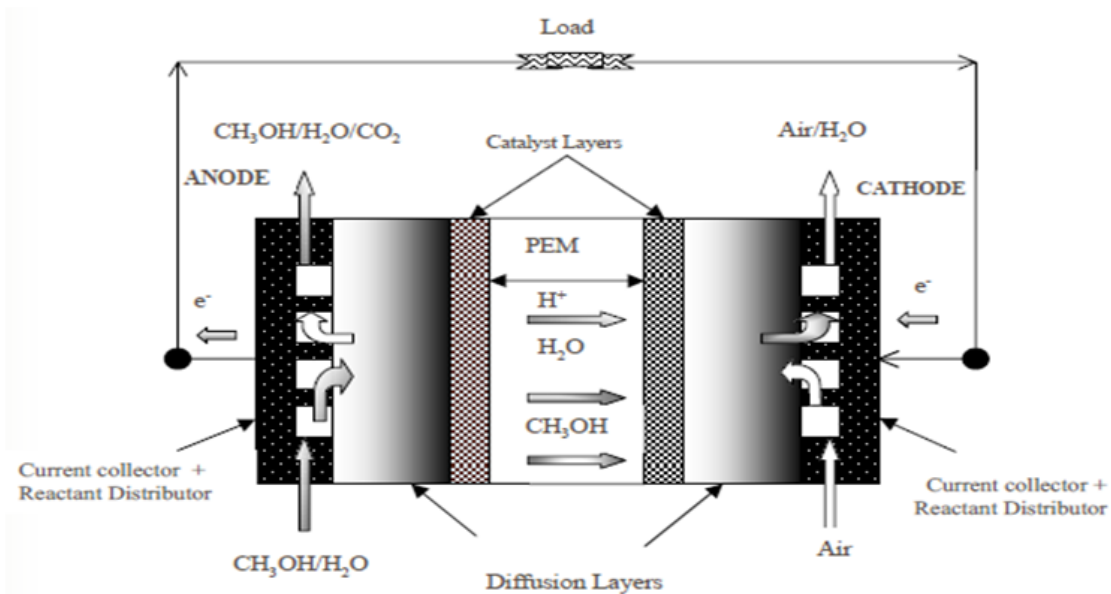 Load
CH₃OH/H₂O/CO₂
Air/H₂O
Catalyst Layers
ANODE
CATHODE
PEM
H⁺
e⁻
e⁻
H₂O
CH₃OH
Current collector +
Reactant Distributor
Current collector +
Reactant Distributor
CH₃OH/H₂O
Diffusion Layers
Air